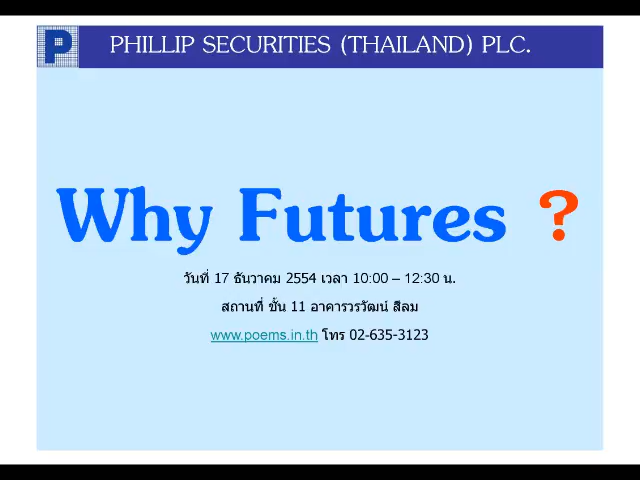 P
PHILLIP SECURITIES (THAILAND) PLC.
Why Futures ?
วันที่ 17 ธันวาคม 2554 เวลา 10:00 – 12:30 น.
สถานที่ ชั้น 11 อาคารวรวัฒน์ สีลม
www.poems.in.th โทร 02-635-3123